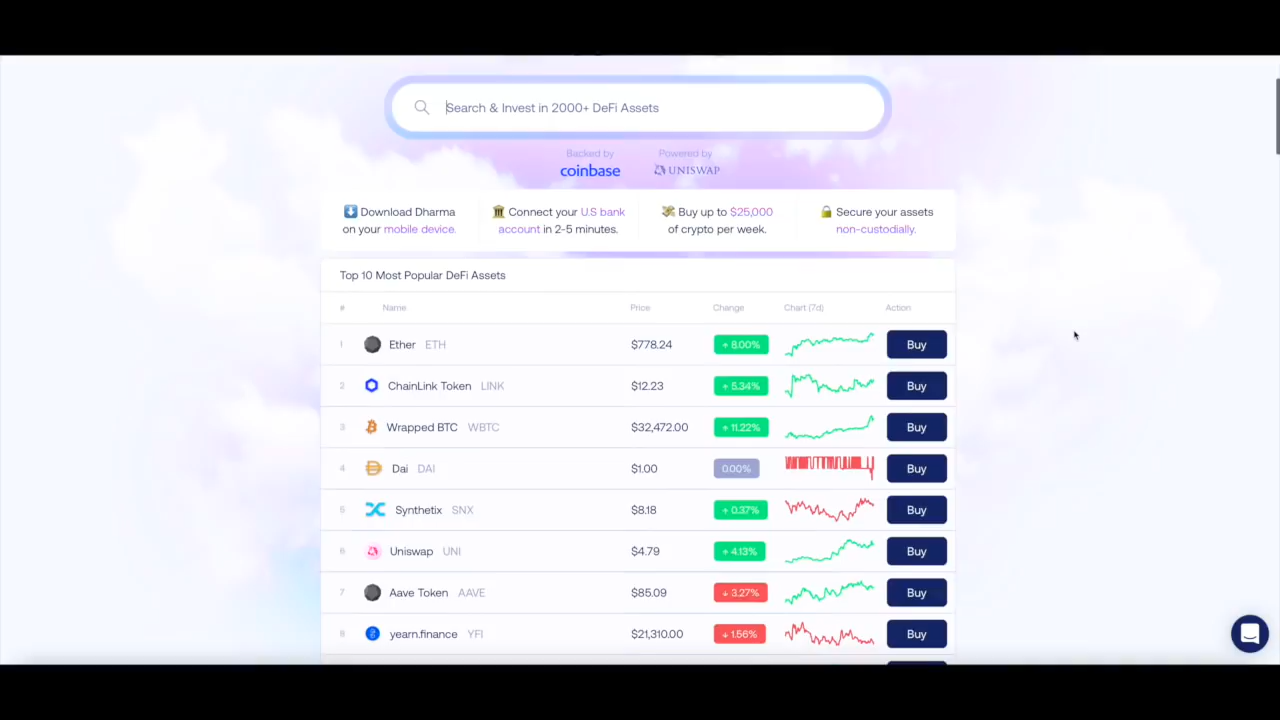 Search & Invest in 2000+ DeFi Assets
Backed by
Powered by
coinbase
UNISWAP
Download Dharma
on your mobile device.
Connect your U.S bank
account in 2-5 minutes.
Buy up to $25,000
of crypto per week.
Secure your assets
non-custodially.
Top 10 Most Popular DeFi Assets
# Name Price Change Chart (7d) Action
1 Ether ETH $778.24 ↑ 8.00% Buy
2 ChainLink Token LINK $12.23 ↑ 5.34% Buy
3 Wrapped BTC WBTC $32,472.00 ↑ 11.22% Buy
4 Dai DAI $1.00 0.00% Buy
5 Synthetix SNX $8.18 ↑ 0.37% Buy
6 Uniswap UNI $4.79 ↑ 4.13% Buy
7 Aave Token AAVE $85.09 ↓ 3.27% Buy
8 yearn.finance YFI $21,310.00 ↓ 1.56% Buy